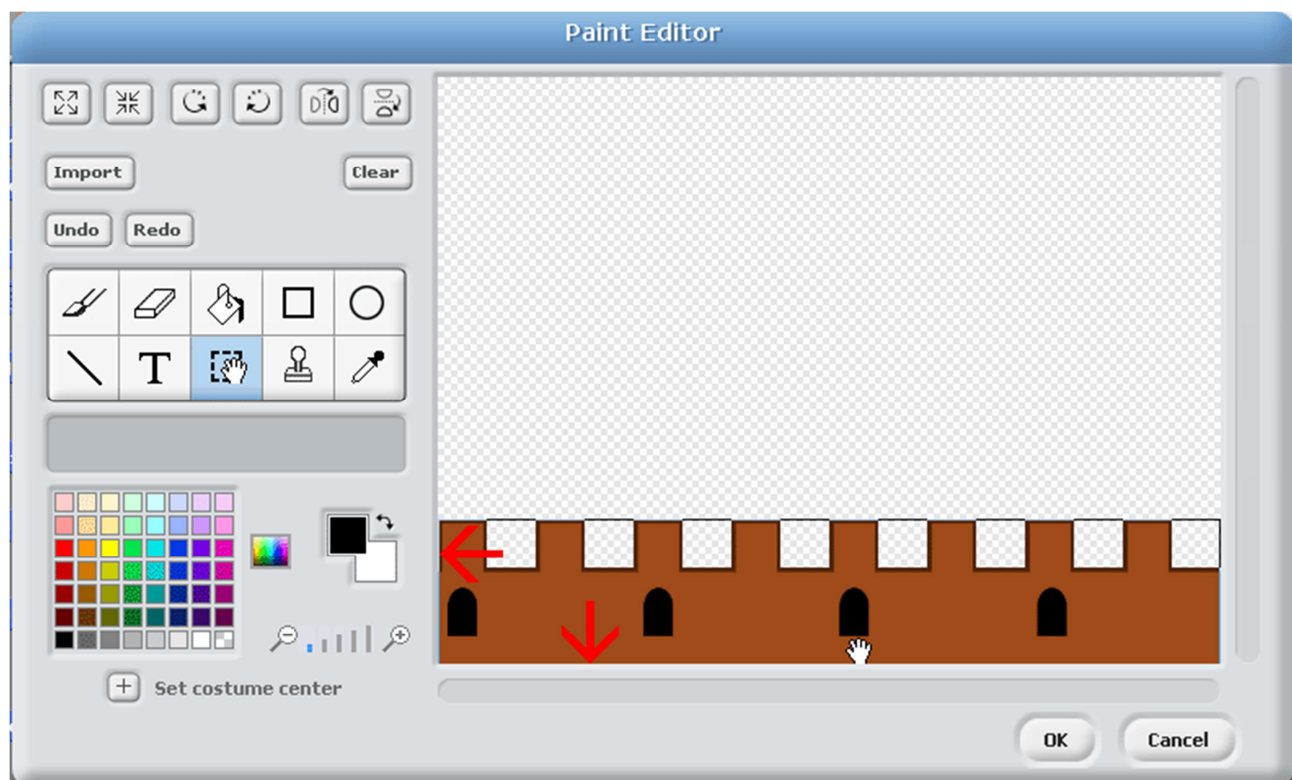 Paint Editor
Import
Clear
Undo
Redo
T
Set costume center
OK
Cancel